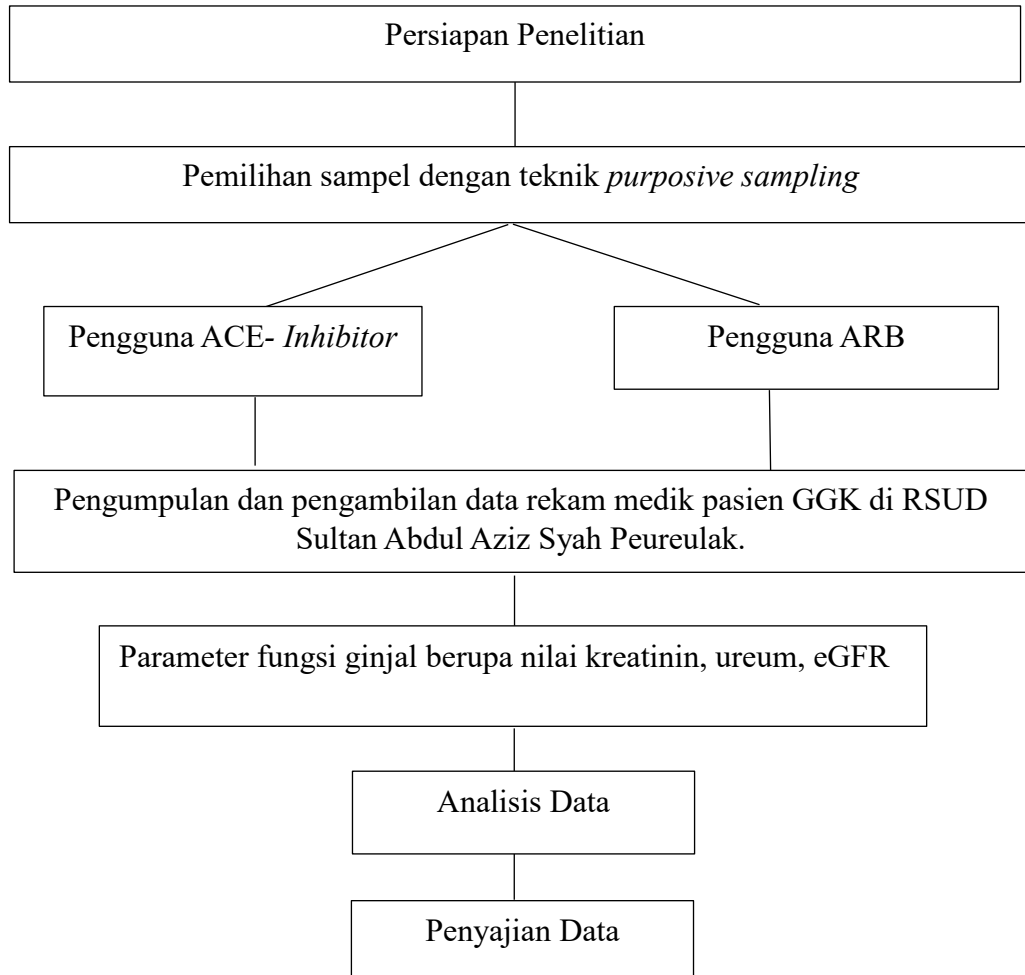 Persiapan Penelitian
Pemilihan sampel dengan teknik purposive sampling
Pengguna ACE- Inhibitor
Pengguna ARB
Pengumpulan dan pengambilan data rekam medik pasien GGK di RSUD
Sultan Abdul Aziz Syah Peureulak.
Parameter fungsi ginjal berupa nilai kreatinin, ureum, eGFR
Analisis Data
Penyajian Data